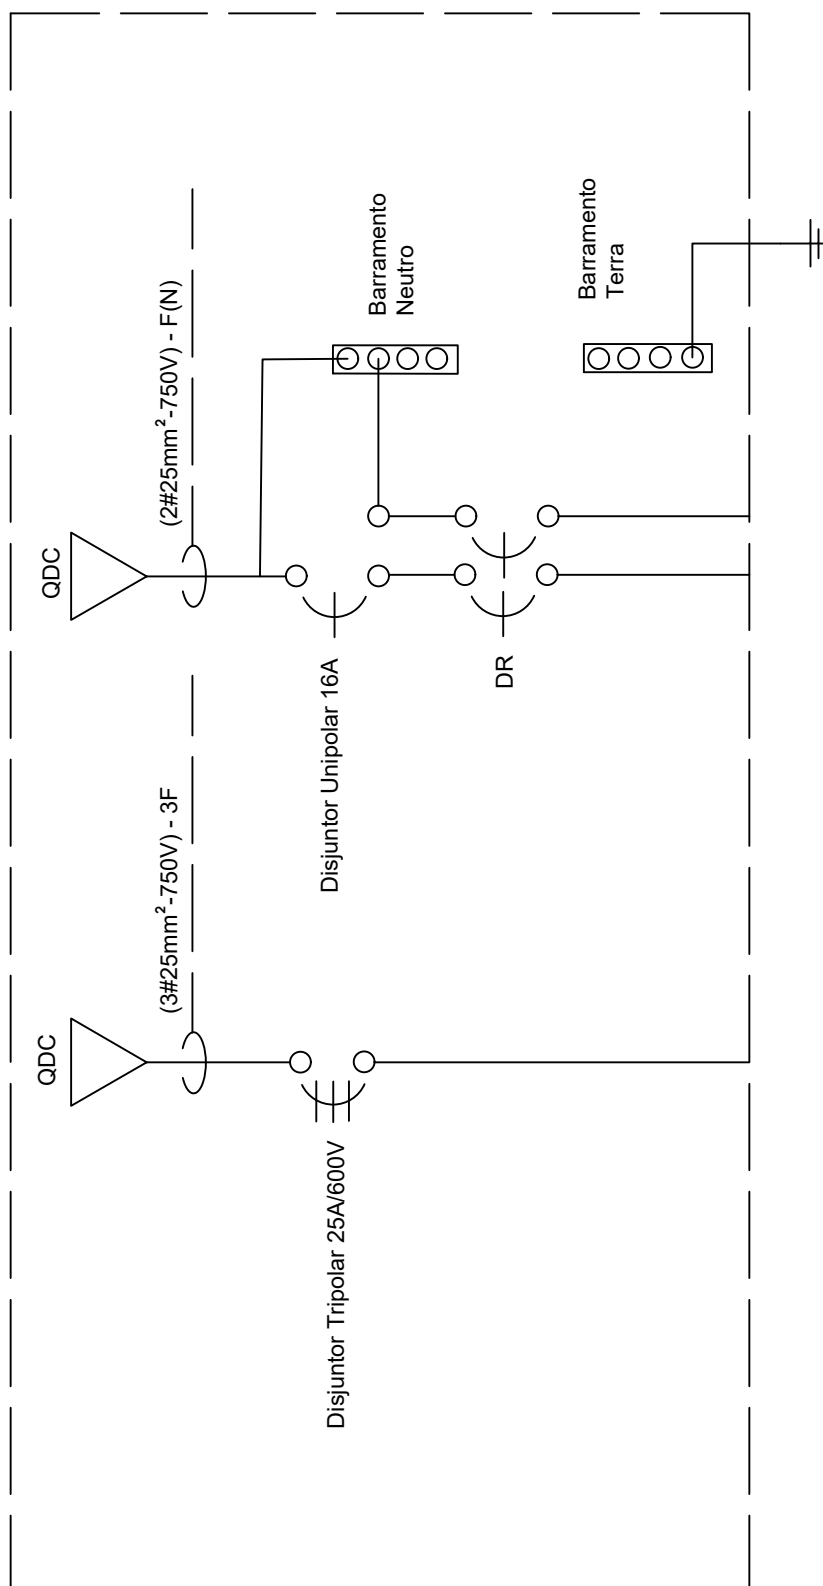 QDC
(3#25mm²-750V) - 3F
Disjuntor Tripolar 25A/600V
QDC
(2#25mm²-750V) - F(N)
Disjuntor Unipolar 16A
DR
Barramento
Neutro
Barramento
Terra